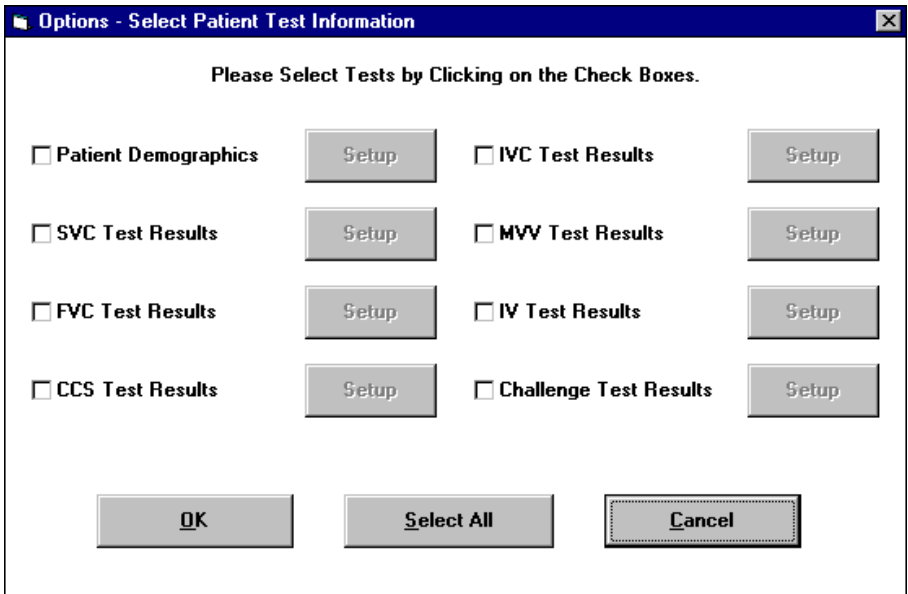 Options - Select Patient Test Information
Please Select Tests by Clicking on the Check Boxes.
Patient Demographics Setup IVC Test Results Setup
SVC Test Results Setup MVV Test Results Setup
FVC Test Results Setup IV Test Results Setup
CCS Test Results Setup Challenge Test Results Setup
OK Select All Cancel